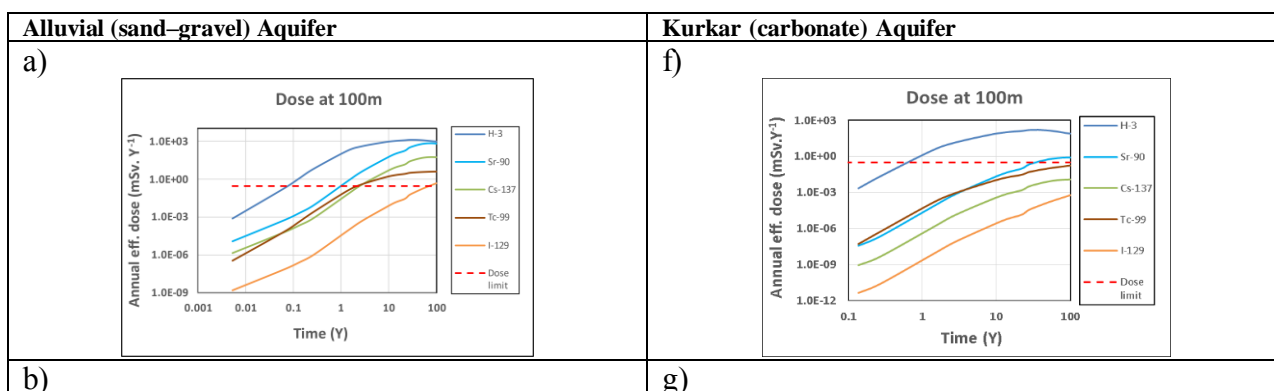 Alluvial (sand–gravel) Aquifer
Kurkar (carbonate) Aquifer
a)
Dose at 100m
Annual eff. dose (mSv. Y-1)
1.0E+03
1.0E+00
1.0E-03
1.0E-06
1.0E-09
0.001
0.01
0.1
1
10
100
Time (Y)
H-3
Sr-90
Cs-137
Tc-99
I-129
Dose
limit
f)
Dose at 100m
Annual eff. dose (mSv.Y-1)
1.0E+03
1.0E+00
1.0E-03
1.0E-06
1.0E-09
1.0E-12
0.1
1
10
100
Time (Y)
H-3
Sr-90
Cs-137
Tc-99
I-129
Dose
limit
b)
g)